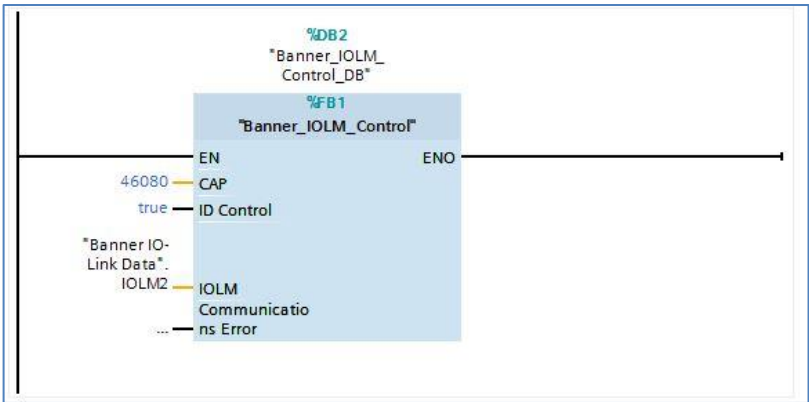 %DB2
"Banner_IOLM_
Control_DB"
%FB1
"Banner_IOLM_Control"
EN ENO
46080 CAP
true ID Control
"Banner IO-
Link Data".
IOLM2 IOLM
Communicatio
... ns Error